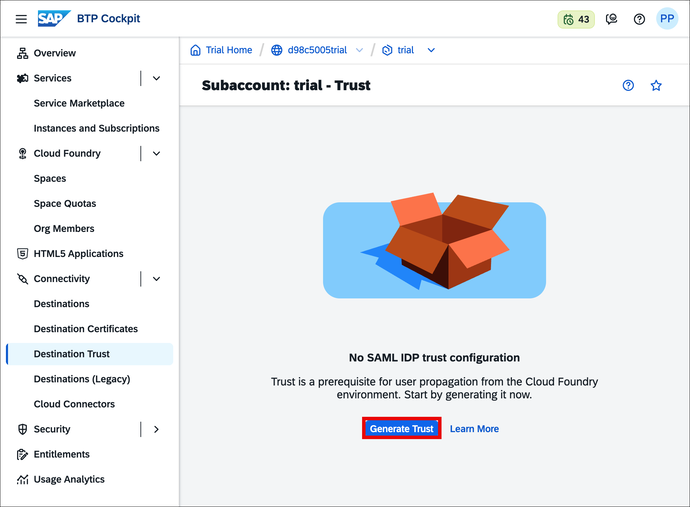 SAP BTP Cockpit 43 PP
Overview
Services
Service Marketplace
Instances and Subscriptions
Cloud Foundry
Spaces
Space Quotas
Org Members
HTML5 Applications
Connectivity
Destinations
Destination Certificates
Destination Trust
Destinations (Legacy)
Cloud Connectors
Security
Entitlements
Usage Analytics
Trial Home / d98c5005trial / trial
Subaccount: trial - Trust
No SAML IDP trust configuration
Trust is a prerequisite for user propagation from the Cloud Foundry
environment. Start by generating it now.
Generate Trust Learn More